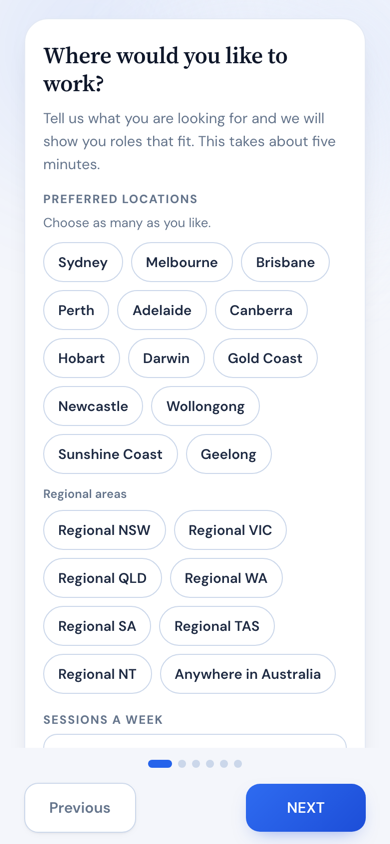 Where would you like to
work?
Tell us what you are looking for and we will
show you roles that fit. This takes about five
minutes.
PREFERRED LOCATIONS
Choose as many as you like.
Sydney Melbourne Brisbane
Perth Adelaide Canberra
Hobart Darwin Gold Coast
Newcastle Wollongong
Sunshine Coast Geelong
Regional areas
Regional NSW Regional VIC
Regional QLD Regional WA
Regional SA Regional TAS
Regional NT Anywhere in Australia
SESSIONS A WEEK
Previous NEXT